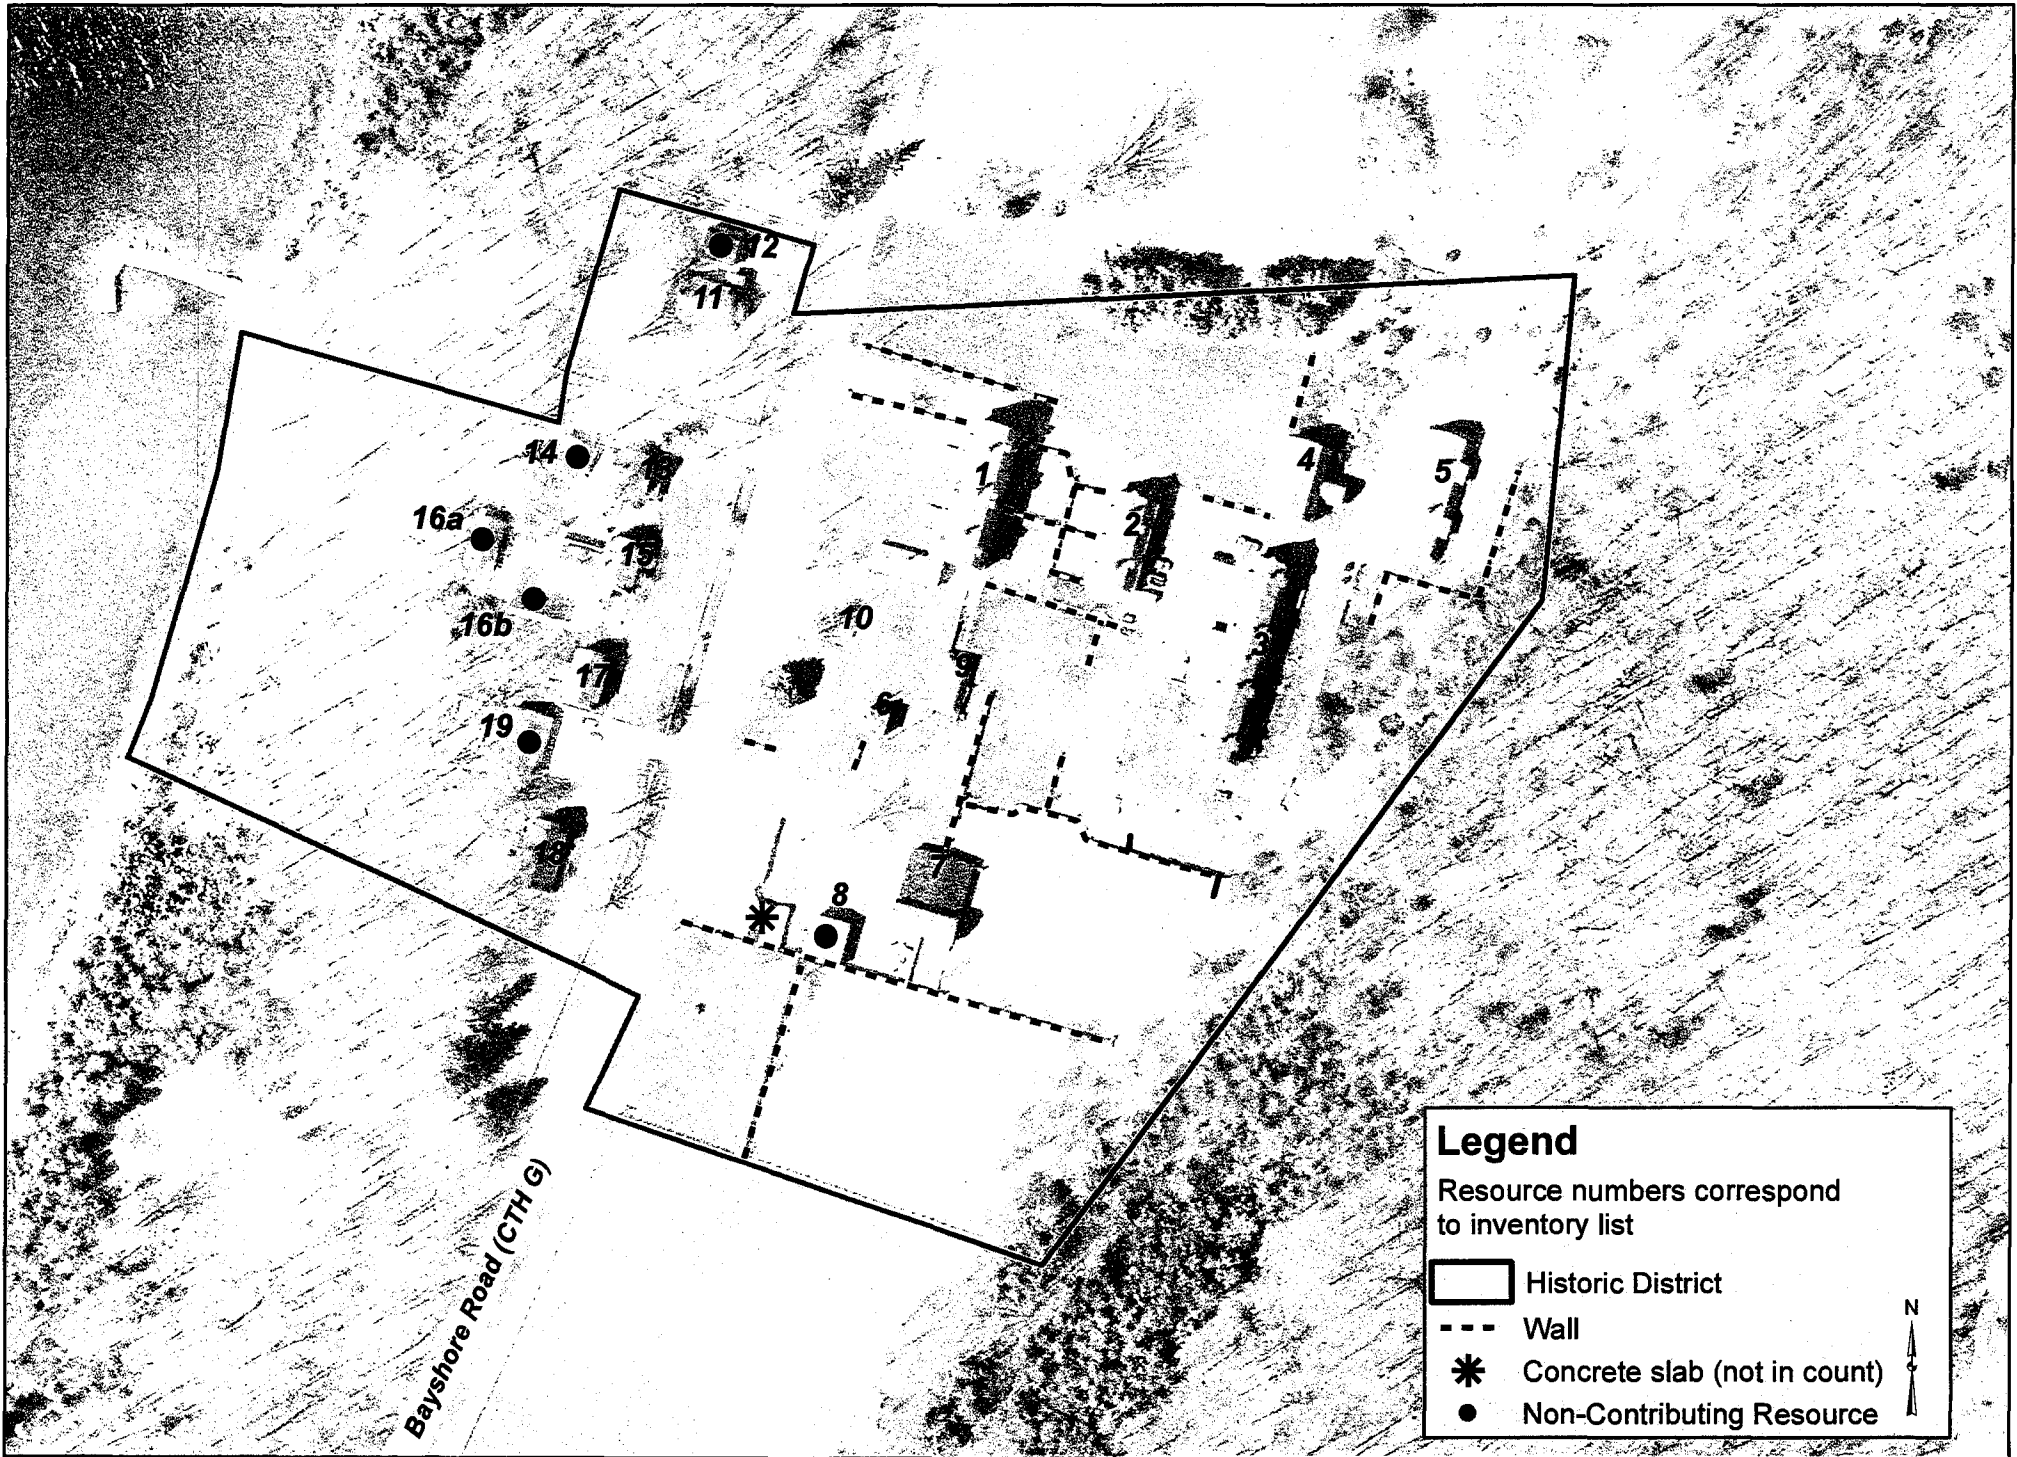 12
11
14
13
1
4
5
16a
2
15
16b
10
3
17
9
6
19
18
7
8
Bayshore Road (CTH G)
Legend
Resource numbers correspond
to inventory list
Historic District
Wall
Concrete slab (not in count)
Non-Contributing Resource
N